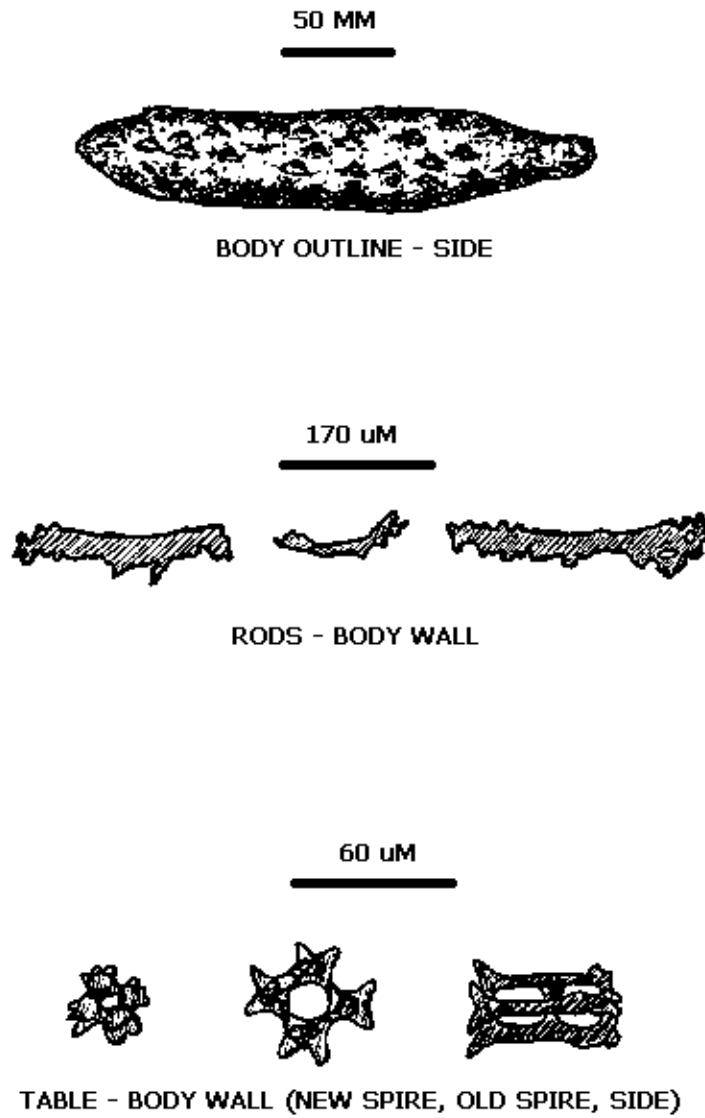 50 MM
BODY OUTLINE - SIDE
170 uM
RODS - BODY WALL
60 uM
TABLE - BODY WALL (NEW SPIRE, OLD SPIRE, SIDE)